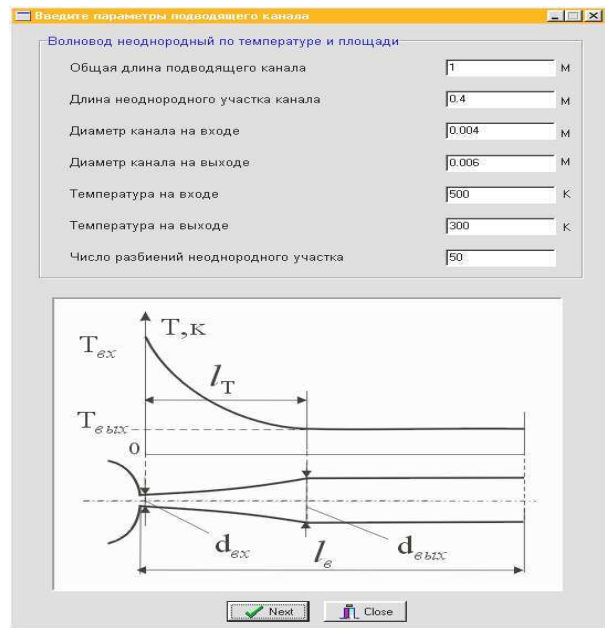 Введите параметры подводящего канала
Волновод неоднородный по температуре и площади
Общая длина подводящего канала 1 м
Длина неоднородного участка канала 0.4 м
Диаметр канала на входе 0.004 м
Диаметр канала на выходе 0.006 м
Температура на входе 500 К
Температура на выходе 300 К
Число разбиений неоднородного участка 50
T,к
Tвх
lT
Tвых
0
dвх
lв
dвых
Next Close